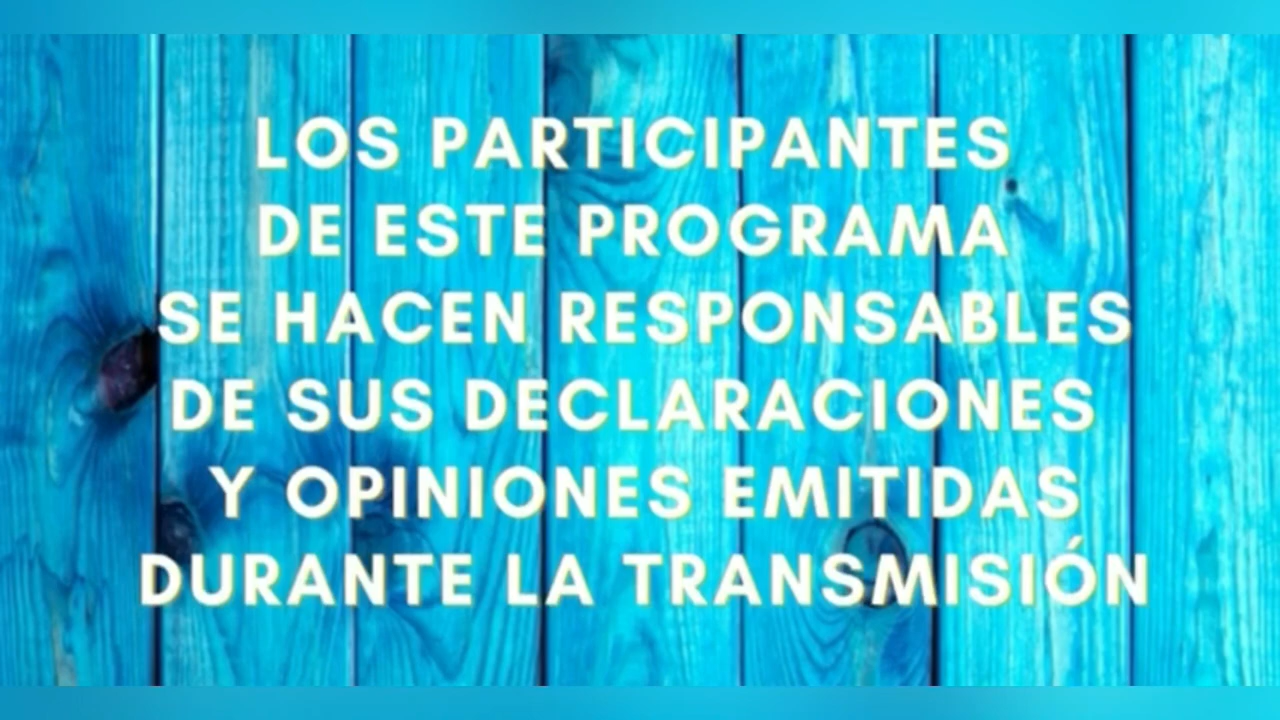 LOS PARTICIPANTES
DE ESTE PROGRAMA
SE HACEN RESPONSABLES
DE SUS DECLARACIONES
Y OPINIONES EMITIDAS
DURANTE LA TRANSMISIÓN